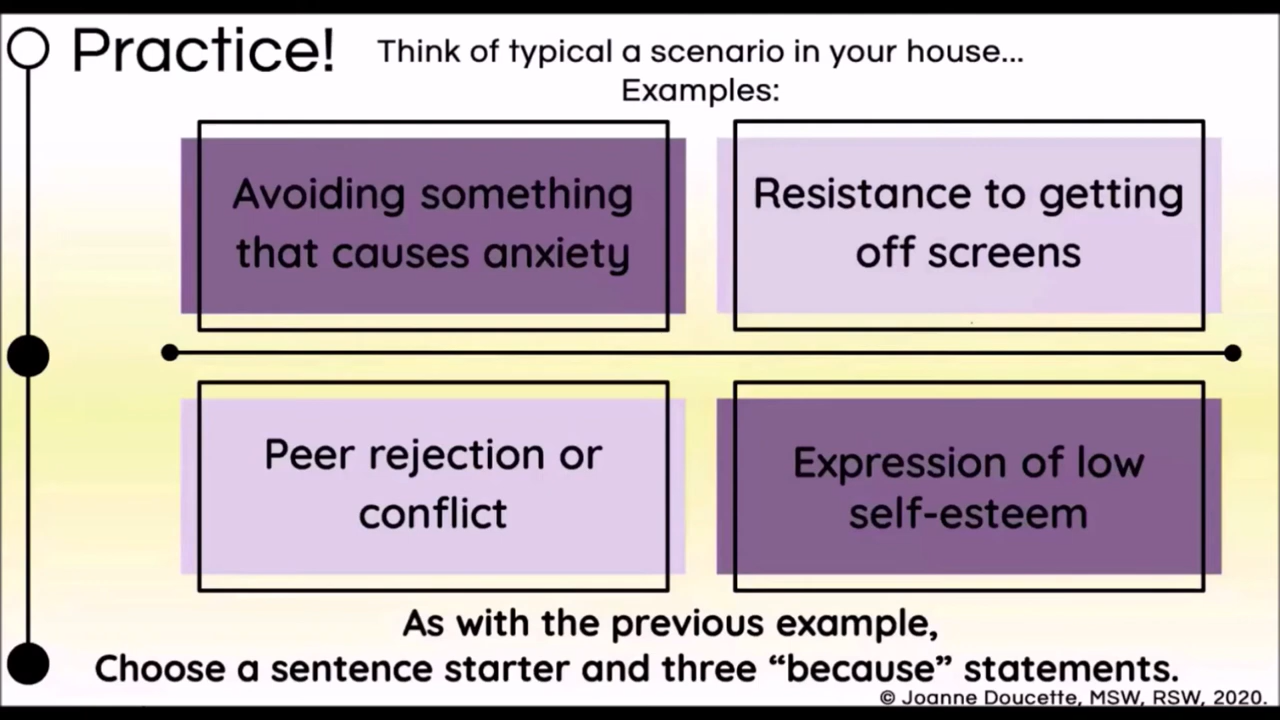 Practice!
Think of typical a scenario in your house...
Examples:
Avoiding something
that causes anxiety
Resistance to getting
off screens
Peer rejection or
conflict
Expression of low
self-esteem
As with the previous example,
Choose a sentence starter and three “because” statements.
© Joanne Doucette, MSW, RSW, 2020.